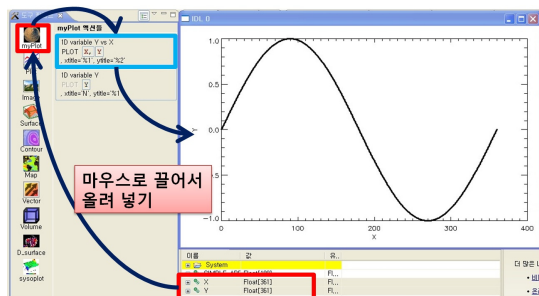 myPlot 액션들
IDL 0
myPlot
1D variable Y vs X
PLOT X, Y
, xtitle='%1', ytitle='%2'
1D variable Y
PLOT Y
, xtitle='N', ytitle='%1'
Image
Surface
Contour
Map
Vector
Volume
D_surface
sysoplot
1.0
0.5
0.0
-0.5
-1.0
Y
0
100
200
300
400
X
마우스로 끌어서
올려 넣기
이름 값 유..
System
X Float[361] Fl...
Y Float[361] Fl...